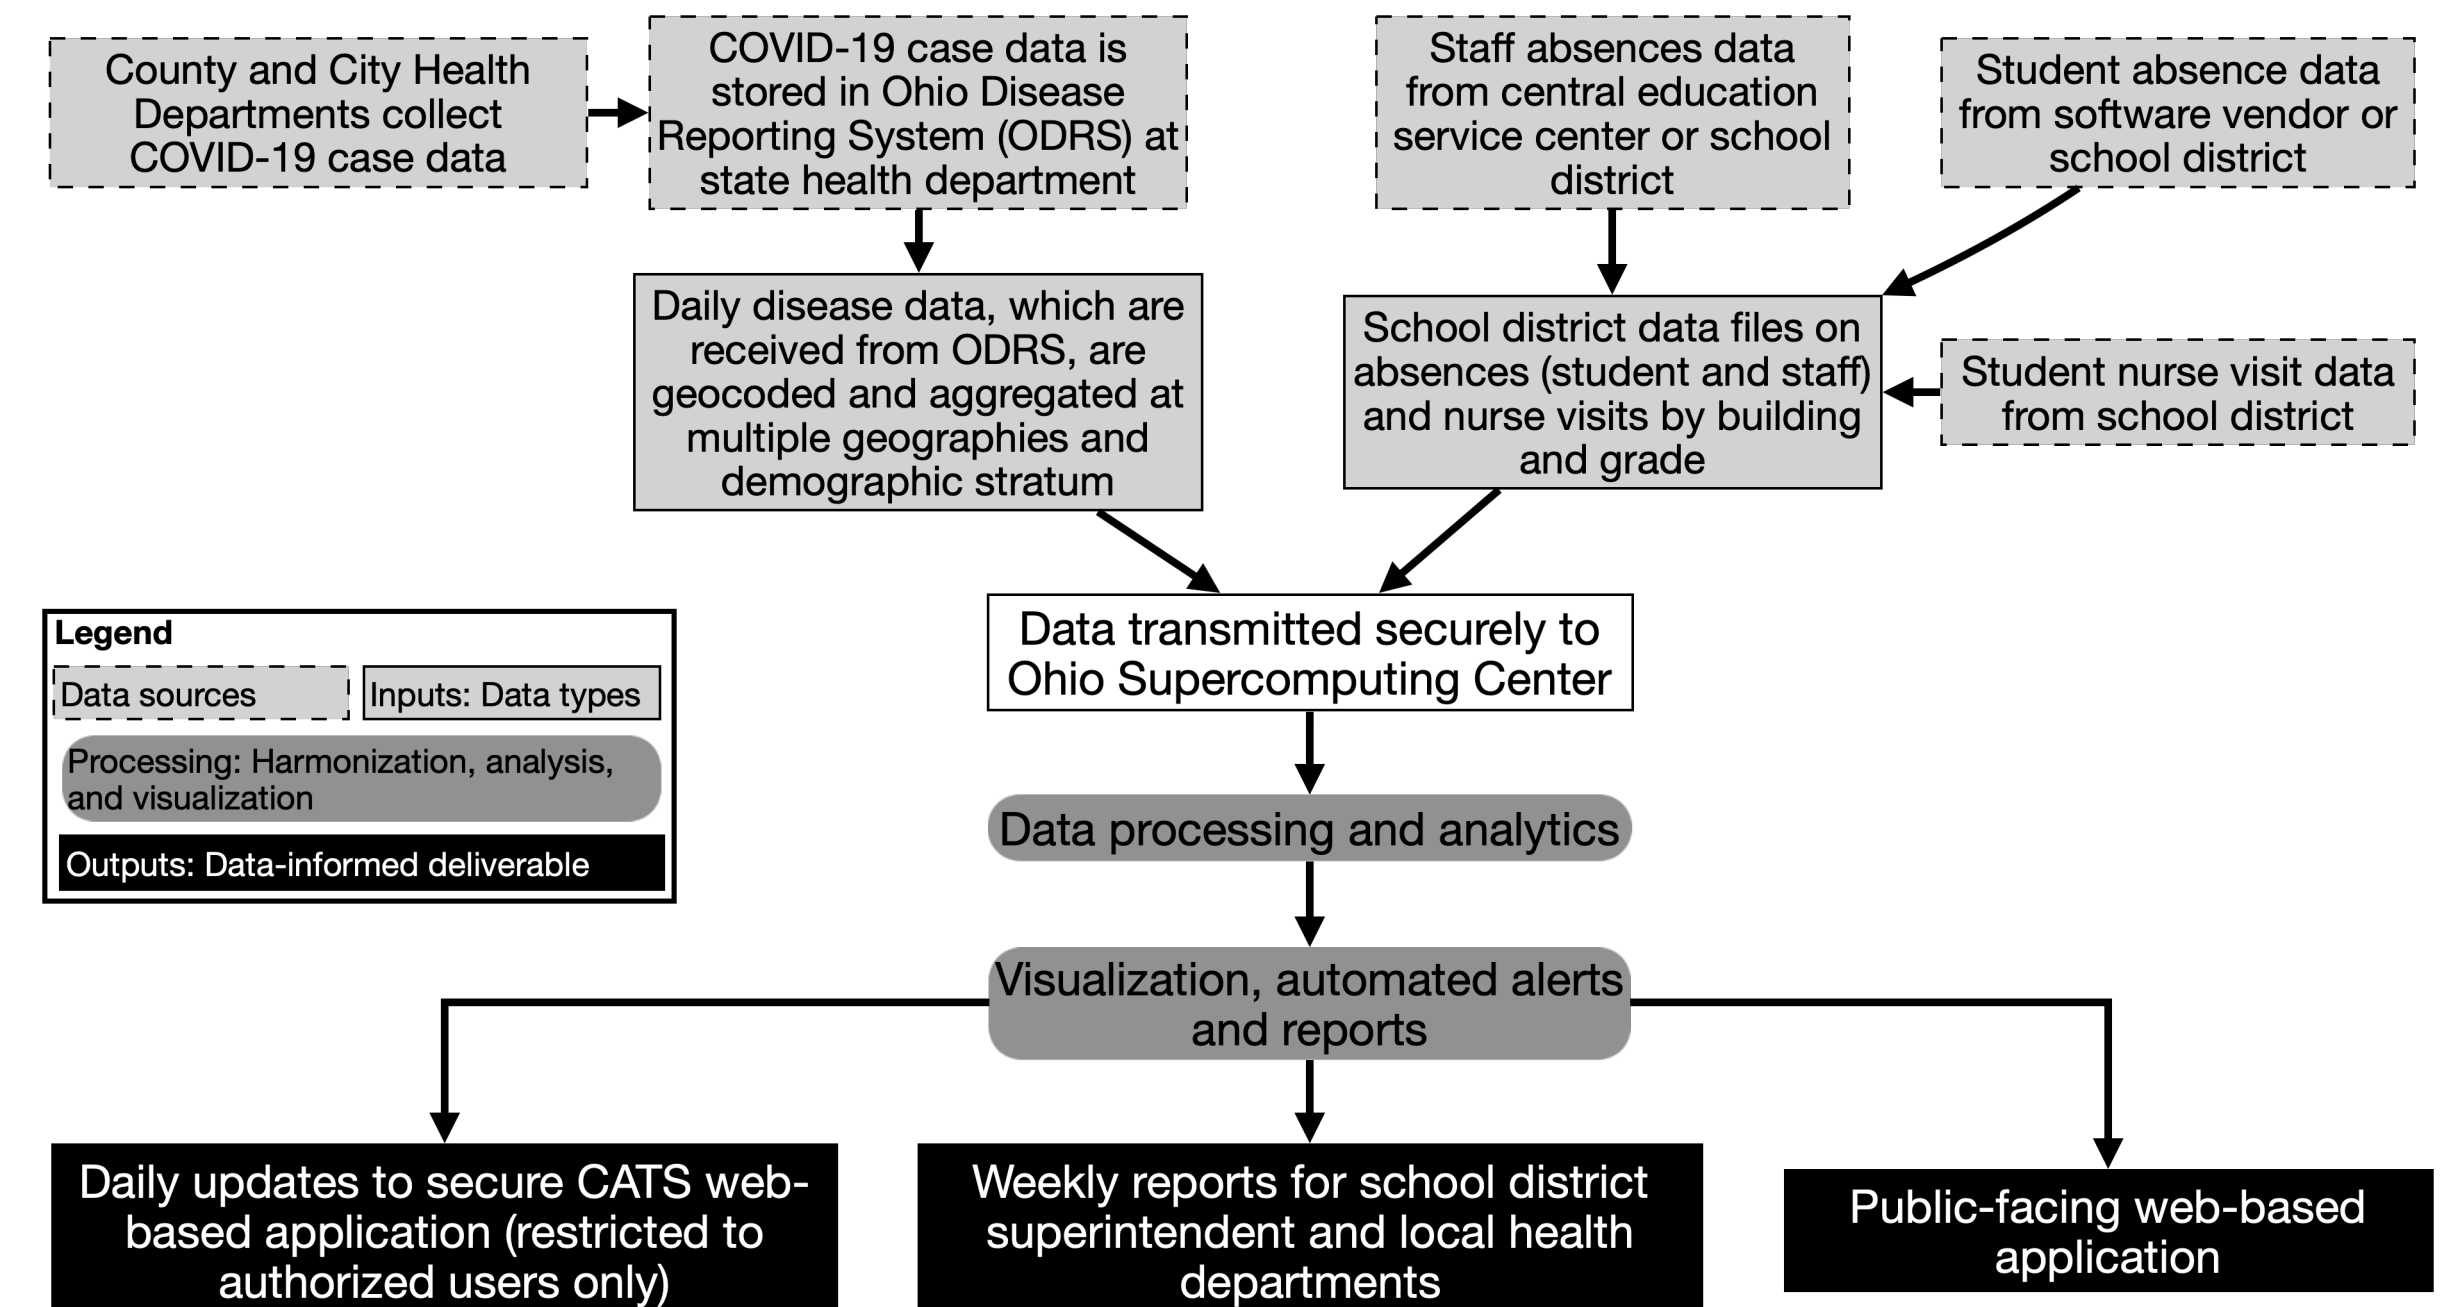 County and City Health
Departments collect
COVID-19 case data
COVID-19 case data is
stored in Ohio Disease
Reporting System (ODRS) at
state health department
Staff absences data
from central education
service center or school
district
Student absence data
from software vendor or
school district
Daily disease data, which are
received from ODRS, are
geocoded and aggregated at
multiple geographies and
demographic stratum
School district data files on
absences (student and staff)
and nurse visits by building
and grade
Student nurse visit data
from school district
Data transmitted securely to
Ohio Supercomputing Center
Legend
Data sources
Inputs: Data types
Processing: Harmonization, analysis,
and visualization
Outputs: Data-informed deliverable
Data processing and analytics
Visualization, automated alerts
and reports
Daily updates to secure CATS web-
based application (restricted to
authorized users only)
Weekly reports for school district
superintendent and local health
departments
Public-facing web-based
application